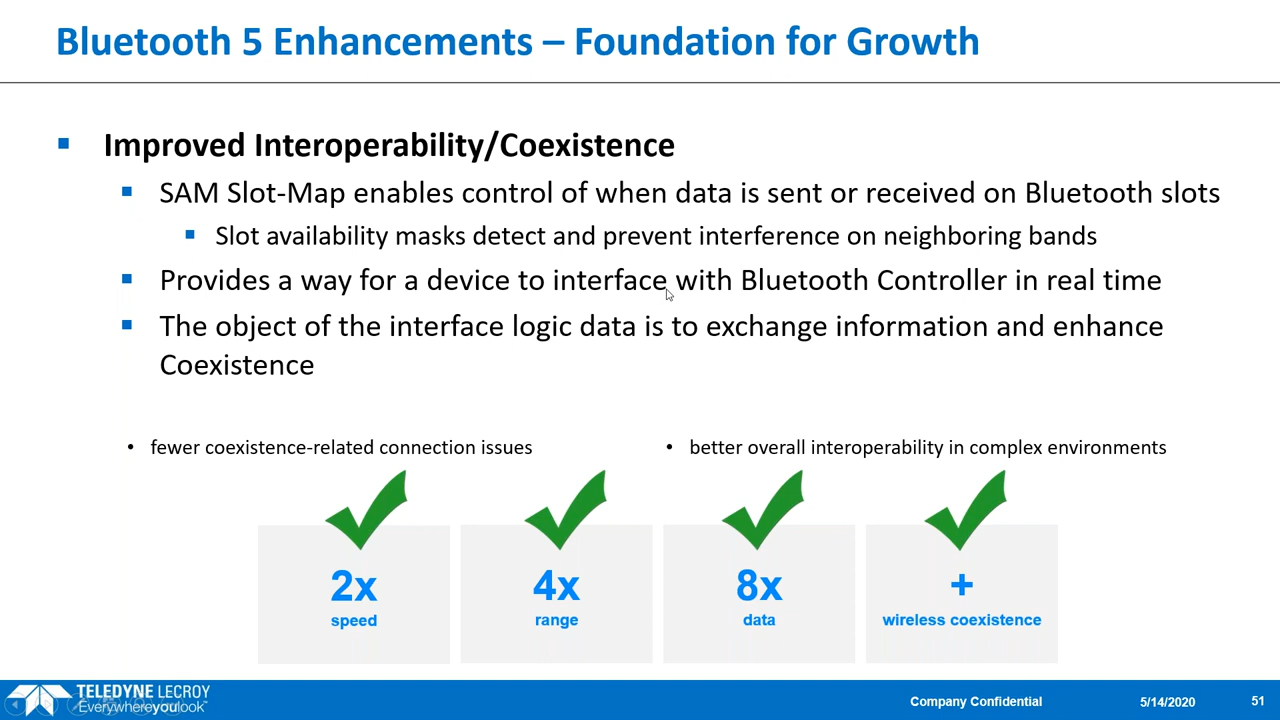 Bluetooth 5 Enhancements – Foundation for Growth
Improved Interoperability/Coexistence
SAM Slot-Map enables control of when data is sent or received on Bluetooth slots
Slot availability masks detect and prevent interference on neighboring bands
Provides a way for a device to interface with Bluetooth Controller in real time
The object of the interface logic data is to exchange information and enhance
Coexistence
• fewer coexistence-related connection issues
• better overall interoperability in complex environments
2x
speed
4x
range
8x
data
+
wireless coexistence
TELEDYNE LECROY
Everywhereyoulook™
Company Confidential
5/14/2020
51